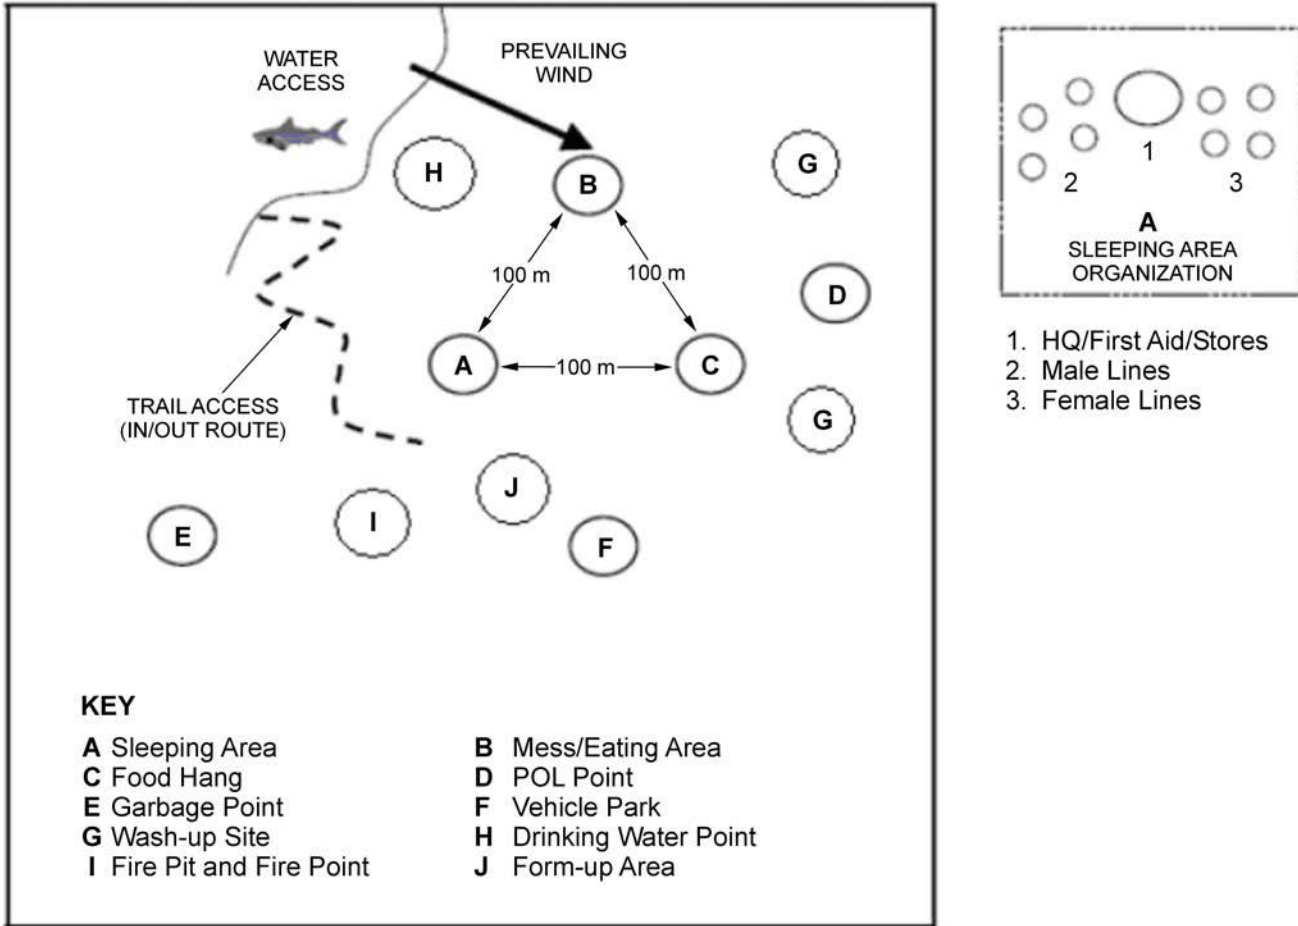 WATER
ACCESS
PREVAILING
WIND
H
B
G
100 m
100 m
D
A
100 m
C
TRAIL ACCESS
(IN/OUT ROUTE)
G
J
E
I
F
KEY
A Sleeping Area
B Mess/Eating Area
C Food Hang
D POL Point
E Garbage Point
F Vehicle Park
G Wash-up Site
H Drinking Water Point
I Fire Pit and Fire Point
J Form-up Area
1
2
3
A
SLEEPING AREA
ORGANIZATION
1. HQ/First Aid/Stores
2. Male Lines
3. Female Lines